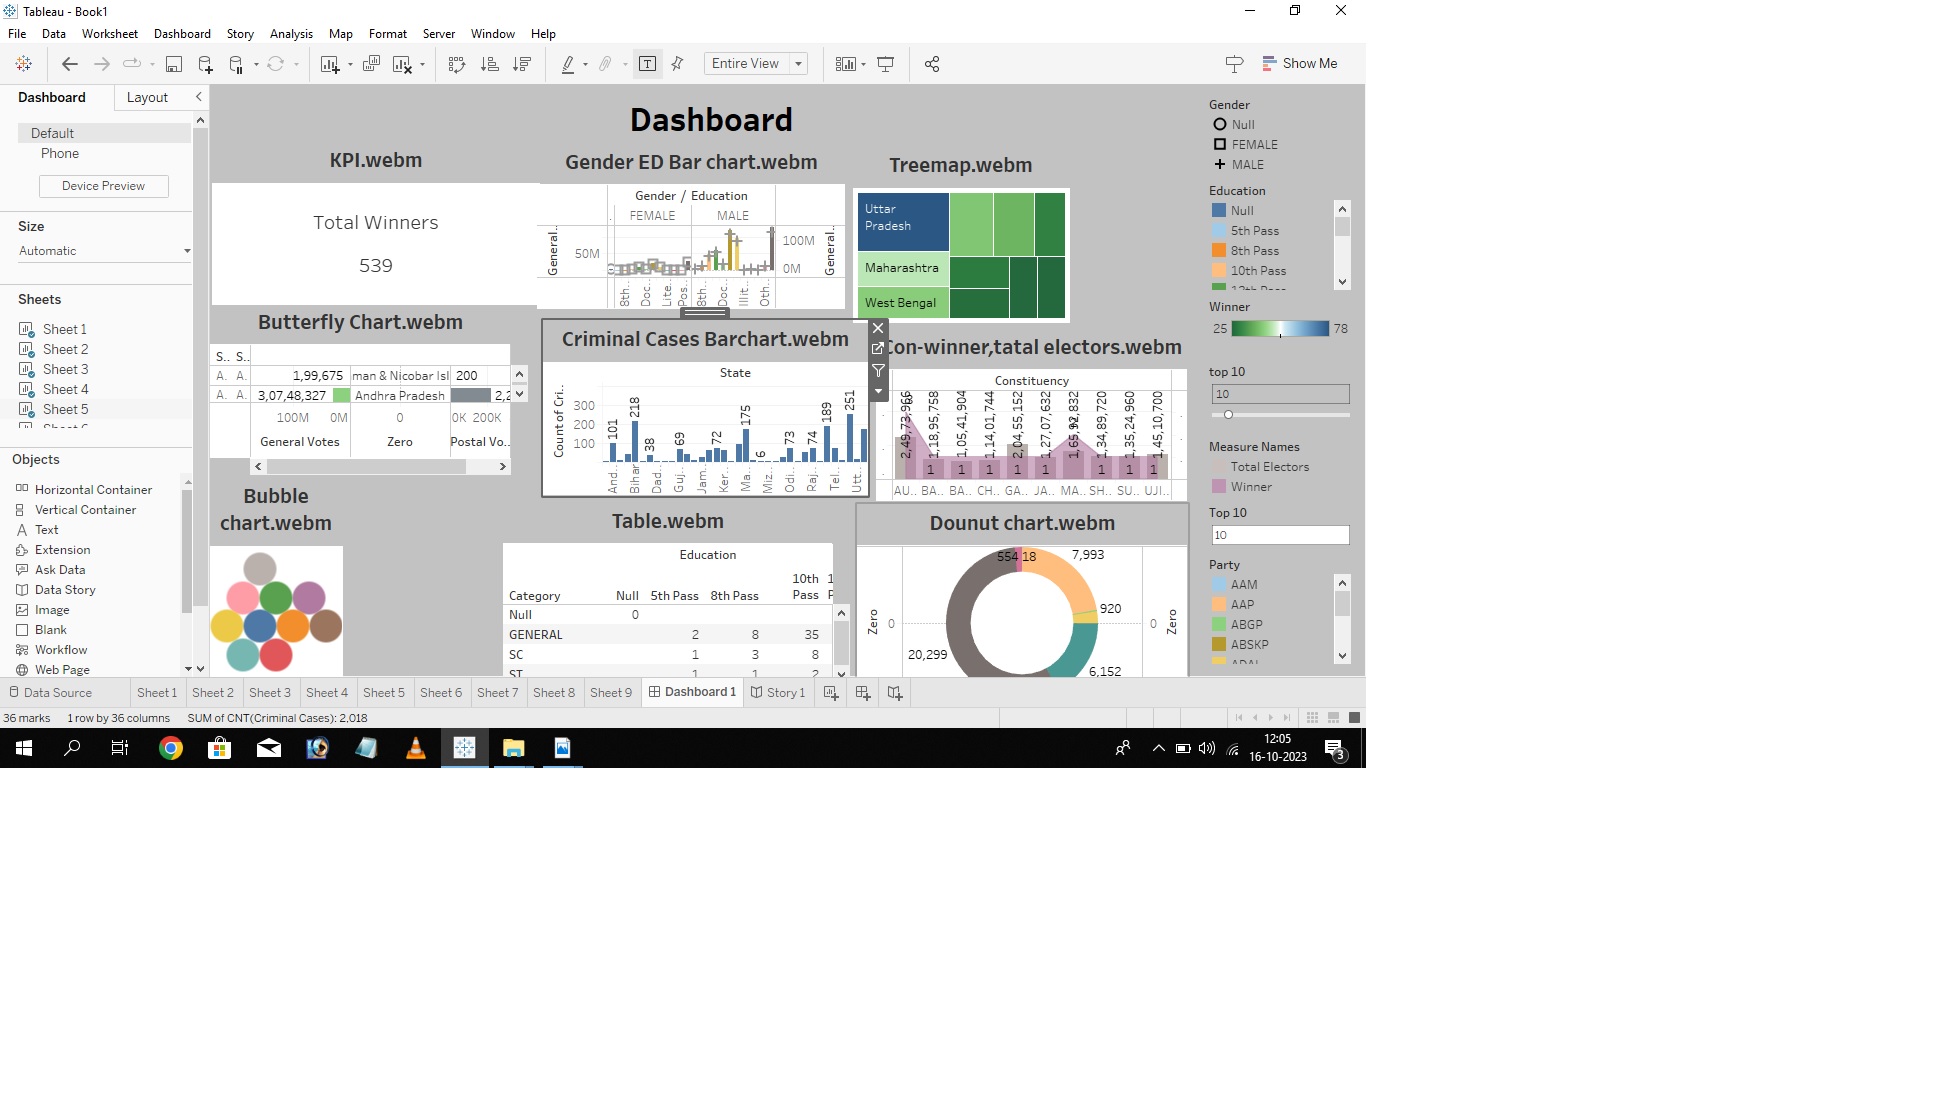 Tableau - Book1
File Data Worksheet Dashboard Story Analysis Map Format Server Window Help
Entire View
Show Me
Dashboard Layout
Default
Phone
Device Preview
Size
Automatic
Sheets
Sheet 1
Sheet 2
Sheet 3
Sheet 4
Sheet 5
Objects
Horizontal Container
Vertical Container
Text
Extension
Ask Data
Data Story
Image
Blank
Workflow
Web Page
Dashboard
KPI.webm
Total Winners
539
Gender ED Bar chart.webm
Gender / Education
FEMALE MALE
General..
50M
100M
0M
General..
8th.. Doc.. Lite.. Pos.. 8th.. Doc.. Illit.. Oth..
Treemap.webm
Uttar
Pradesh
Maharashtra
West Bengal
Butterfly Chart.webm
S.. S..
A. A. 1,99,675 man & Nicobar Isl 200
A. A. 3,07,48,327 Andhra Pradesh 2,2
100M 0M 0 0K 200K
General Votes Zero Postal Vo..
Criminal Cases Barchart.webm
State
Count of Cri..
300
200
100
101 218 38 69 72 175 6 73 74 189 251
And.. Bihar Dad.. Guj.. Jam.. Ker.. Ma.. Miz.. Odi.. Raj.. Tel.. Utt..
Con-winner,tatal electors.webm
Constituency
2,49,73,966 1,18,95,758 1,05,41,904 1,14,01,744 2,04,55,152 1,27,07,632 1,34,89,720 1,35,24,960 1,45,10,700
1 1 1 1 1 1 1 1 1
AU.. BA.. BA.. CH.. GA.. JA.. MA.. SH.. SU.. UJI..
Bubble
chart.webm
Table.webm
Education
Category Null 5th Pass 8th Pass 10th Pass
Null 0
GENERAL 2 8 35
SC 1 3 8
ST 1 1 2
Dounut chart.webm
554 18 7,993
920
6,152
20,299
Zero 0
0 Zero
Gender
Null
FEMALE
MALE
Education
Null
5th Pass
8th Pass
10th Pass
12th Pass
Winner
25 78
top 10
10
Measure Names
Total Electors
Winner
Top 10
10
Party
AAM
AAP
ABGP
ABSKP
Data Source Sheet 1 Sheet 2 Sheet 3 Sheet 4 Sheet 5 Sheet 6 Sheet 7 Sheet 8 Sheet 9 Dashboard 1 Story 1
36 marks 1 row by 36 columns SUM of CNT(Criminal Cases): 2,018
12:05
16-10-2023
3